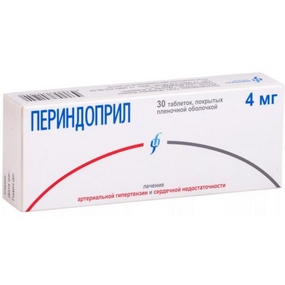 ПЕРИНДОПРИЛ
30 таблеток, покрытых
пленочной оболочкой
4 мг
лечение
артериальной гипертензии и сердечной недостаточности